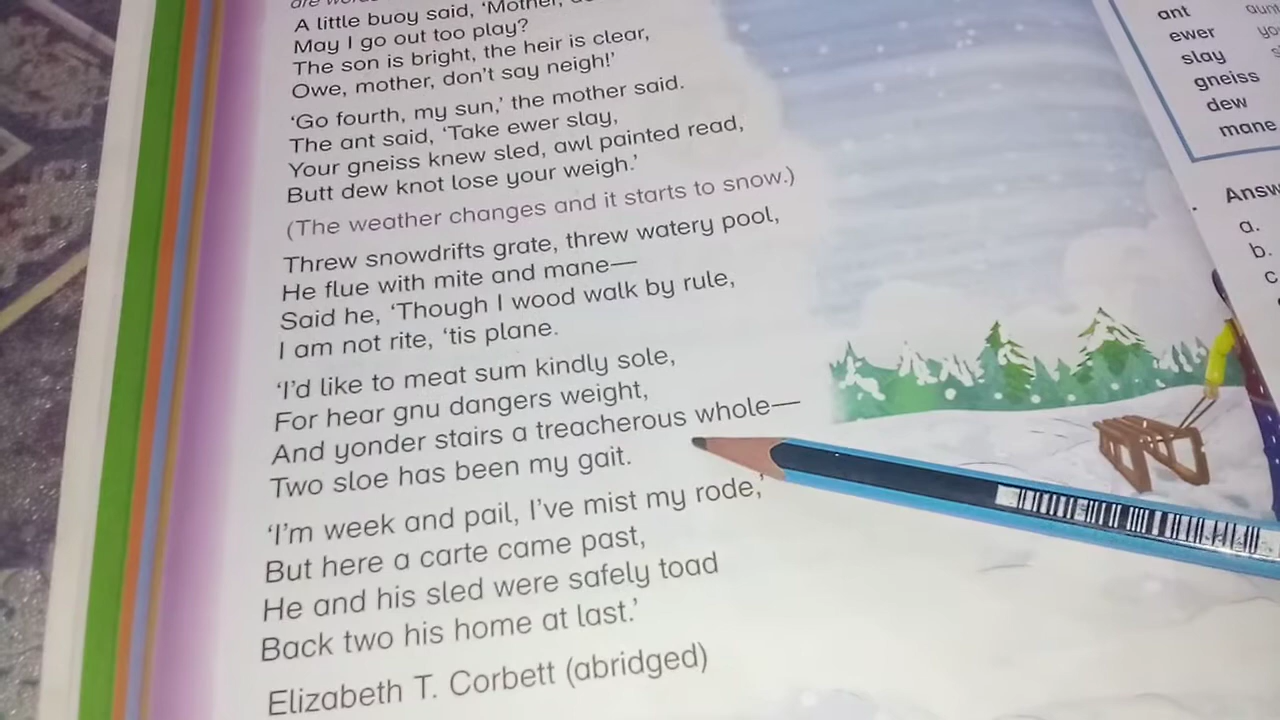 are words
A little buoy said, ‘Mother,
May I go out too play?
The son is bright, the heir is clear,
Owe, mother, don’t say neigh!’
‘Go fourth, my sun,’ the mother said.
The ant said, ‘Take ewer slay,
Your gneiss knew sled, awl painted read,
Butt dew knot lose your weigh.’
(The weather changes and it starts to snow.)
Threw snowdrifts grate, threw watery pool,
He flue with mite and mane—
Said he, ‘Though I wood walk by rule,
I am not rite, ‘tis plane.
‘I’d like to meat sum kindly sole,
For hear gnu dangers weight,
And yonder stairs a treacherous whole—
Two sloe has been my gait.
‘I’m week and pail, I’ve mist my rode,’
But here a carte came past,
He and his sled were safely toad
Back two his home at last.’
Elizabeth T. Corbett (abridged)
ant
ewer
slay
gneiss
dew
mane
a.
b.
c